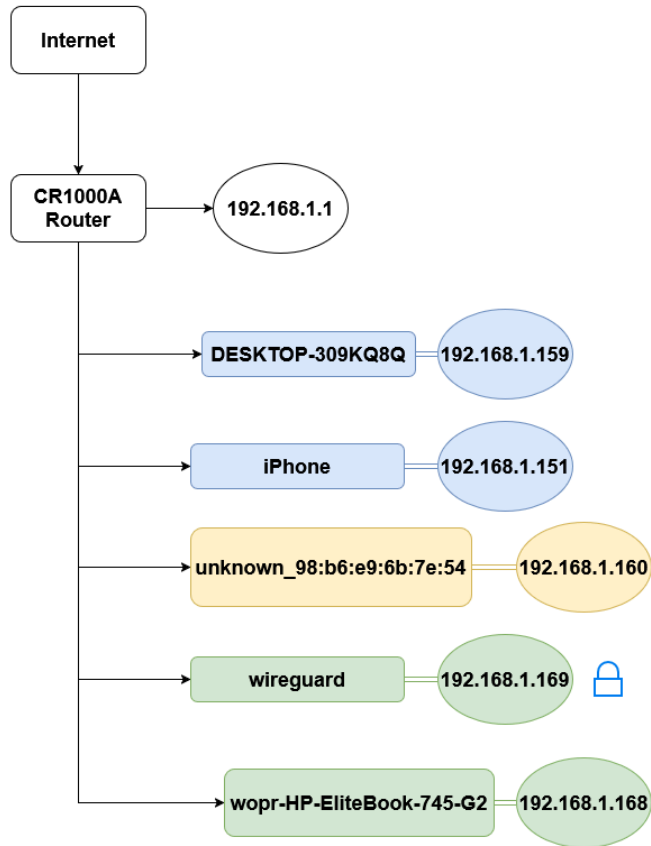 Internet
CR1000A
Router
192.168.1.1
DESKTOP-309KQ8Q
192.168.1.159
iPhone
192.168.1.151
unknown_98:b6:e9:6b:7e:54
192.168.1.160
wireguard
192.168.1.169
wopr-HP-EliteBook-745-G2
192.168.1.168